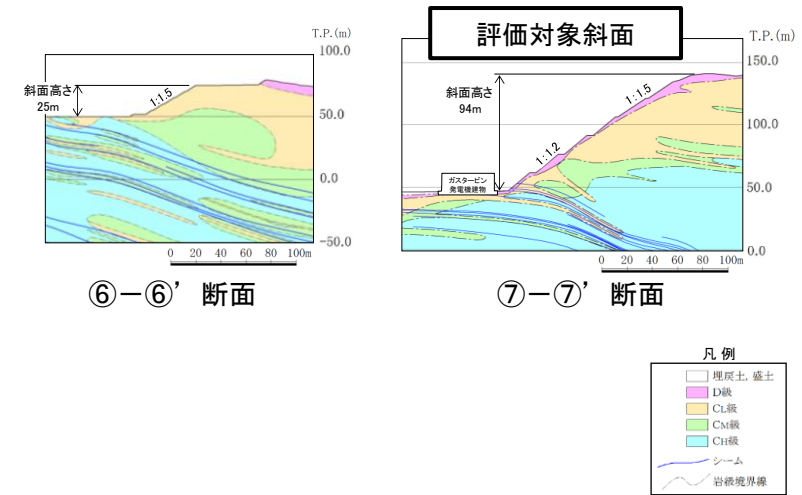 T.P.(m)
100.0
50.0
0.0
-50.0
斜面高さ
25m
1:1.5
0 20 40 60 80 100m
⑥－⑥’ 断面
評価対象斜面
T.P.(m)
150.0
100.0
50.0
0.0
斜面高さ
94m
1:1.5
1:1.2
ガスタービン
発電機建物
0 20 40 60 80 100m
⑦－⑦’ 断面
凡 例
埋戻土, 盛土
D級
CL級
CM級
CH級
シーム
岩級境界線